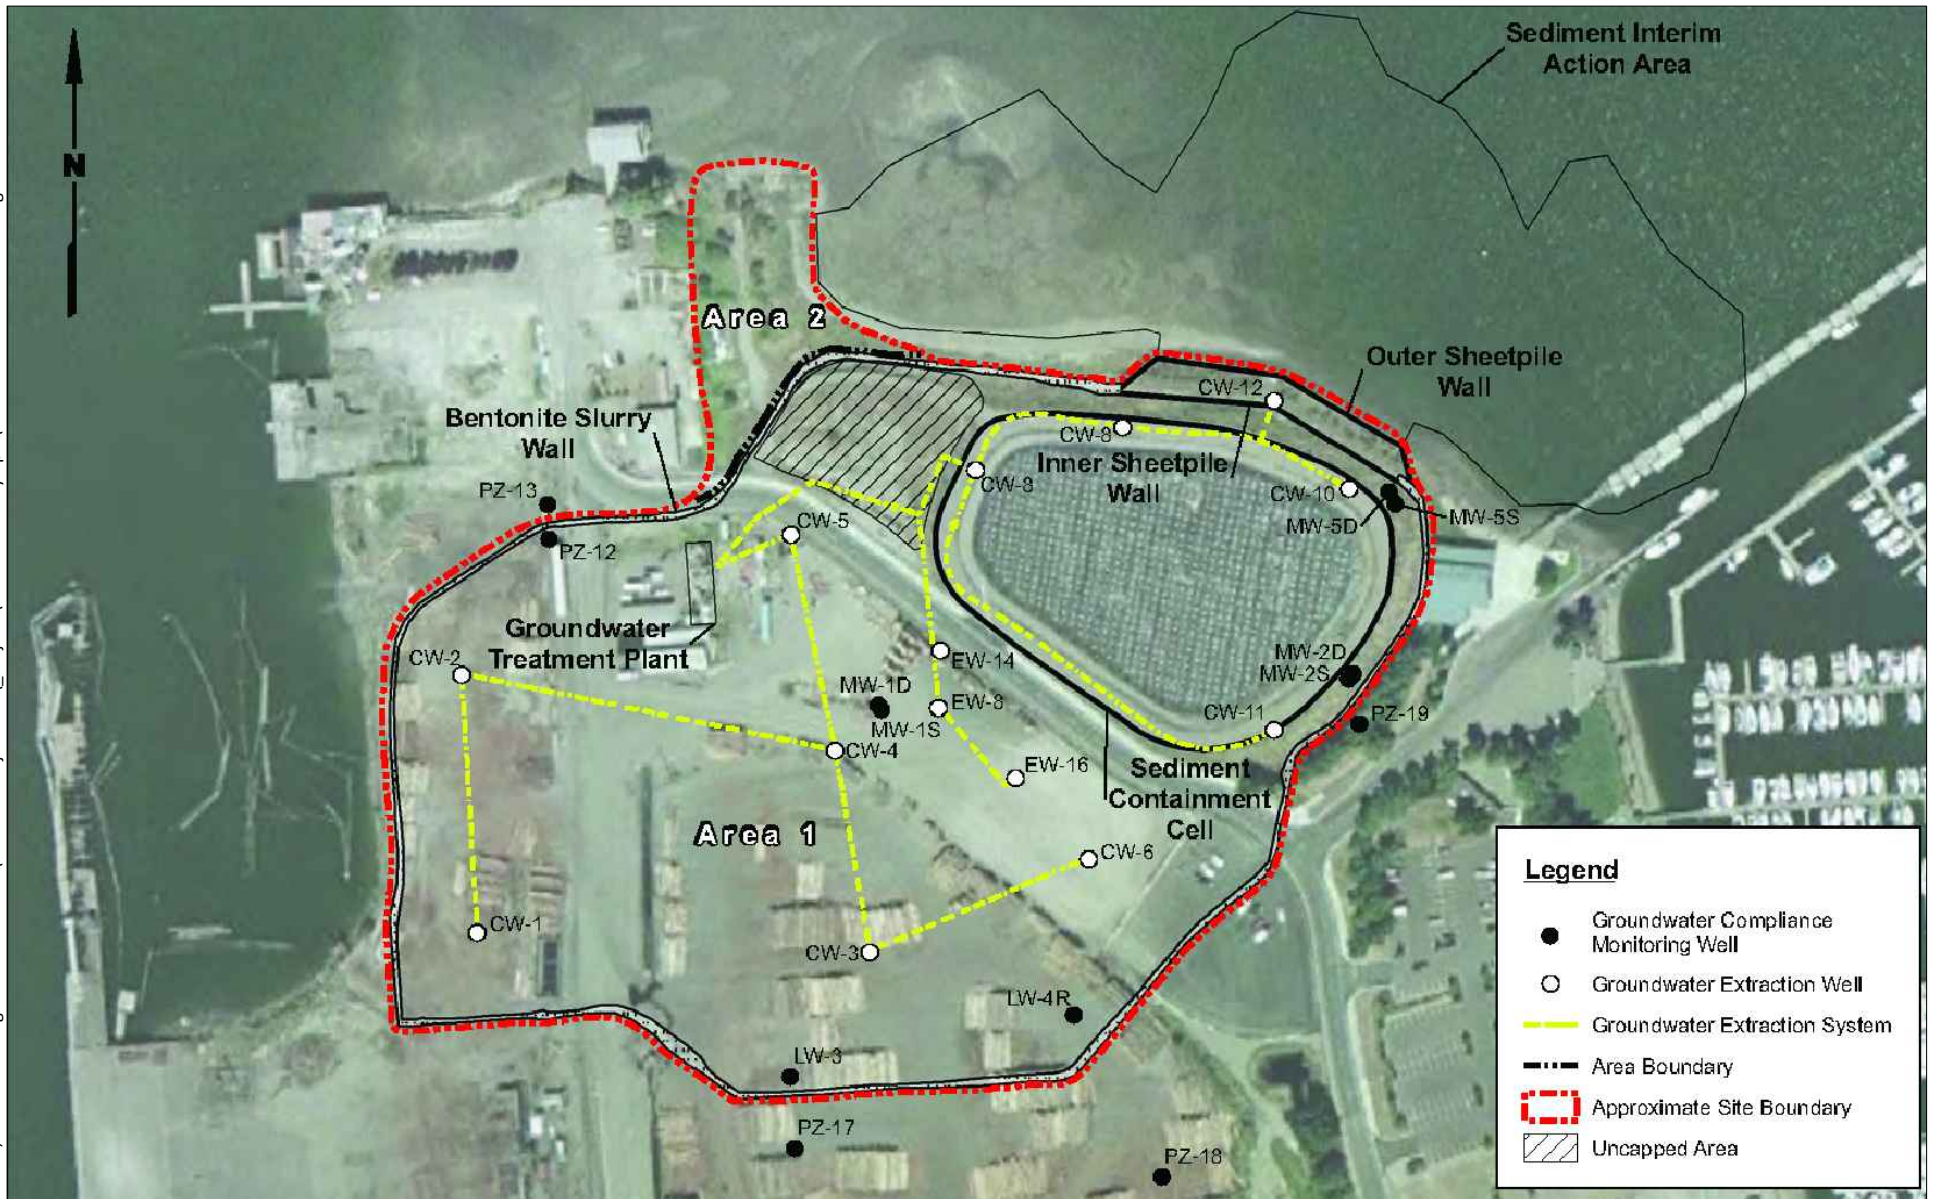 Sediment Interim
Action Area
N
Area 2
Outer Sheetpile
Wall
CW-12
Bentonite Slurry
Wall
CW-8
Inner Sheetpile
Wall
CW-8
CW-10
PZ-13
MW-5S
MW-5D
CW-5
PZ-12
Groundwater
Treatment Plant
CW-2
EW-14
MW-2D
MW-2S
MW-1D
EW-8
MW-1S
CW-11
PZ-19
CW-4
EW-16
Sediment
Containment
Cell
Area 1
CW-6
CW-1
CW-3
LW-4R
LW-3
PZ-17
PZ-18
Legend
Groundwater Compliance
Monitoring Well
Groundwater Extraction Well
Groundwater Extraction System
Area Boundary
Approximate Site Boundary
Uncapped Area